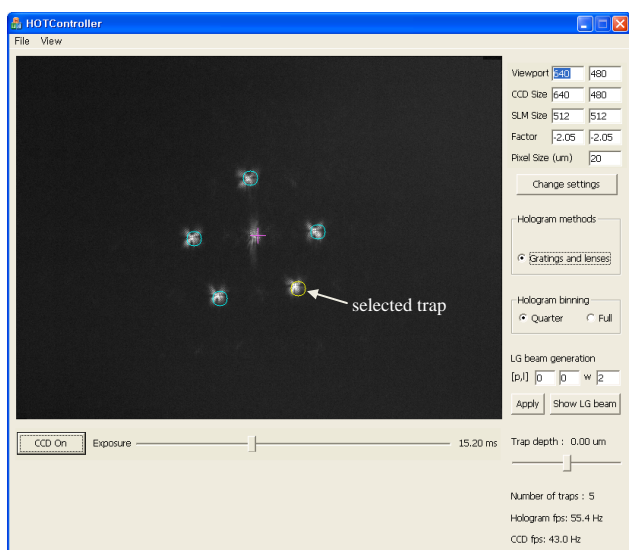 HOTController
File View
Viewport 640 480
CCD Size 640 480
SLM Size 512 512
Factor -2.05 -2.05
Pixel Size (um) 20
Change settings
Hologram methods
Gratings and lenses
selected trap
Hologram binning
Quarter Full
LG beam generation
[p,l] 0 0 w 2
Apply Show LG beam
CCD On Exposure 15.20 ms
Trap depth : 0.00 um
Number of traps : 5
Hologram fps: 55.4 Hz
CCD fps: 43.0 Hz